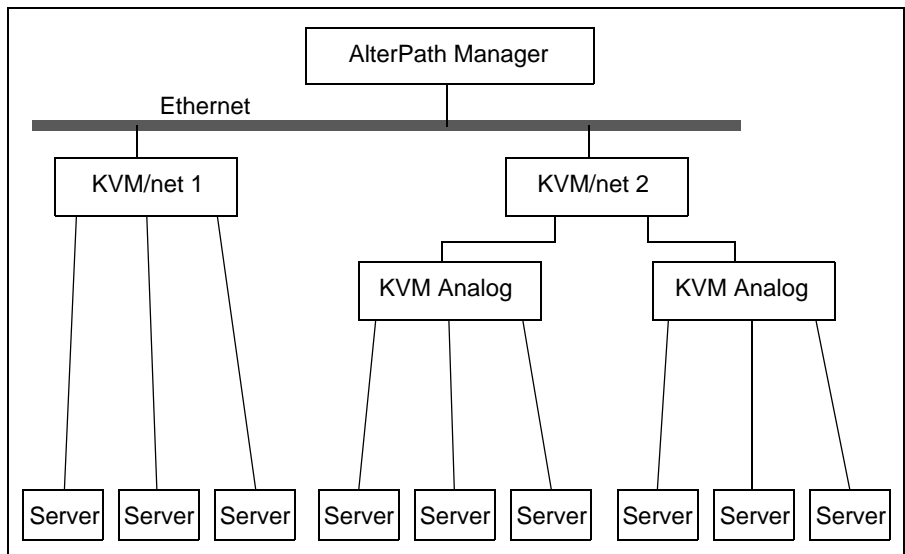 AlterPath Manager
Ethernet
KVM/net 1
KVM/net 2
KVM Analog
KVM Analog
Server
Server
Server
Server
Server
Server
Server
Server
Server